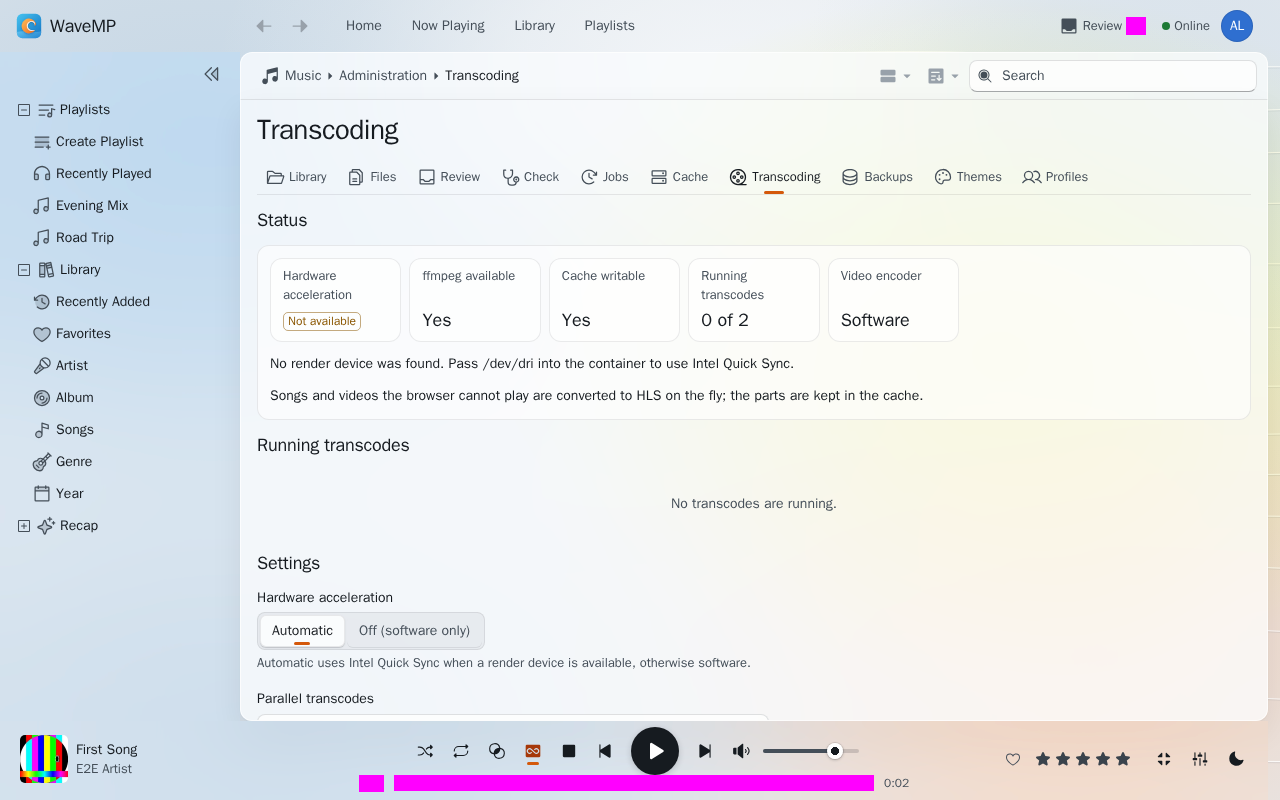 WaveMP
Home
Now Playing
Library
Playlists
Review
Online
AL
Playlists
Create Playlist
Recently Played
Evening Mix
Road Trip
Library
Recently Added
Favorites
Artist
Album
Songs
Genre
Year
Recap
Music
Administration
Transcoding
Search
Transcoding
Library
Files
Review
Check
Jobs
Cache
Transcoding
Backups
Themes
Profiles
Status
Hardware
acceleration
Not available
ffmpeg available
Yes
Cache writable
Yes
Running
transcodes
0 of 2
Video encoder
Software
No render device was found. Pass /dev/dri into the container to use Intel Quick Sync.
Songs and videos the browser cannot play are converted to HLS on the fly; the parts are kept in the cache.
Running transcodes
No transcodes are running.
Settings
Hardware acceleration
Automatic
Off (software only)
Automatic uses Intel Quick Sync when a render device is available, otherwise software.
Parallel transcodes
First Song
E2E Artist
0:02